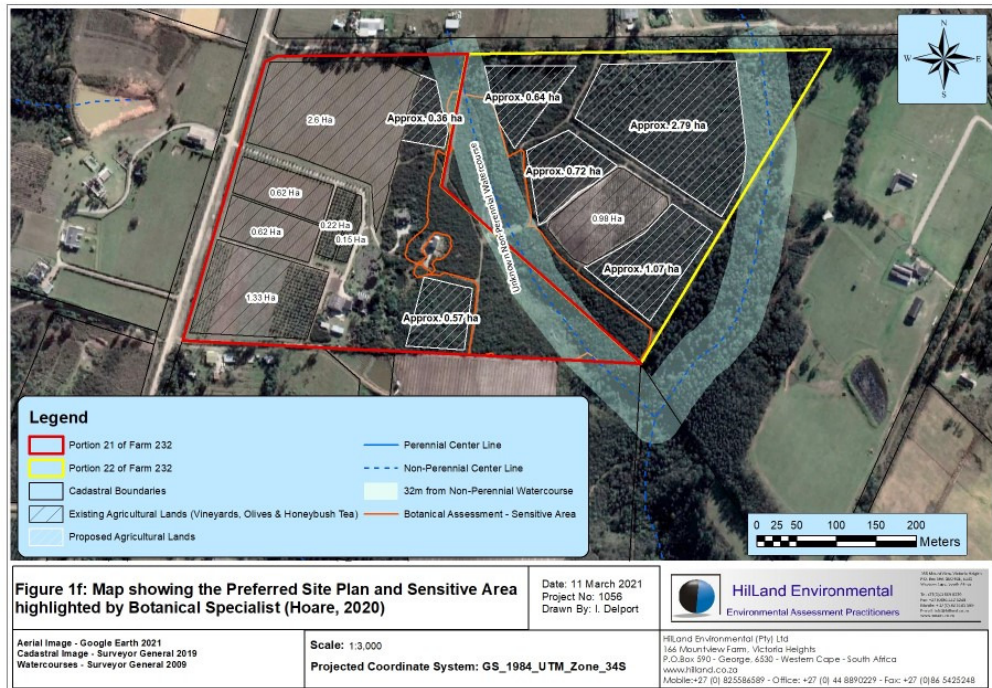 N
W E
S
2.6 Ha
Approx. 0.36 ha
Approx. 0.64 ha
Approx. 2.79 ha
Approx. 0.72 ha
0.62 Ha
0.22 Ha
0.62 Ha
0.15 Ha
0.98 Ha
Unknown Non-Perennial Watercourse
Approx. 1.07 ha
1.33 Ha
Approx. 0.57 ha
Legend
Portion 21 of Farm 232
Portion 22 of Farm 232
Cadastral Boundaries
Existing Agricultural Lands (Vineyards, Olives & Honeybush Tea)
Proposed Agricultural Lands
Perennial Center Line
Non-Perennial Center Line
32m from Non-Perennial Watercourse
Botanical Assessment - Sensitive Area
0 25 50 100 150 200
Meters
Figure 1f: Map showing the Preferred Site Plan and Sensitive Area
highlighted by Botanical Specialist (Hoare, 2020)
Date: 11 March 2021
Project No: 1056
Drawn By: I. Delport
HillLand Environmental
Environmental Assessment Practitioners
Aerial Image - Google Earth 2021
Cadastral Image - Surveyor General 2019
Watercourses - Surveyor General 2009
Scale: 1:3,000
Projected Coordinate System: GS_1984_UTM_Zone_34S
HilLand Environmental (Pty) Ltd
166 Mountview Farm, Victoria Heights
P.O.Box 590 - George, 6530 - Western Cape - South Africa
www.hilland.co.za
Mobile:+27 (0) 825586589 - Office: +27 (0) 44 8890229 - Fax: +27 (0)86 5425248